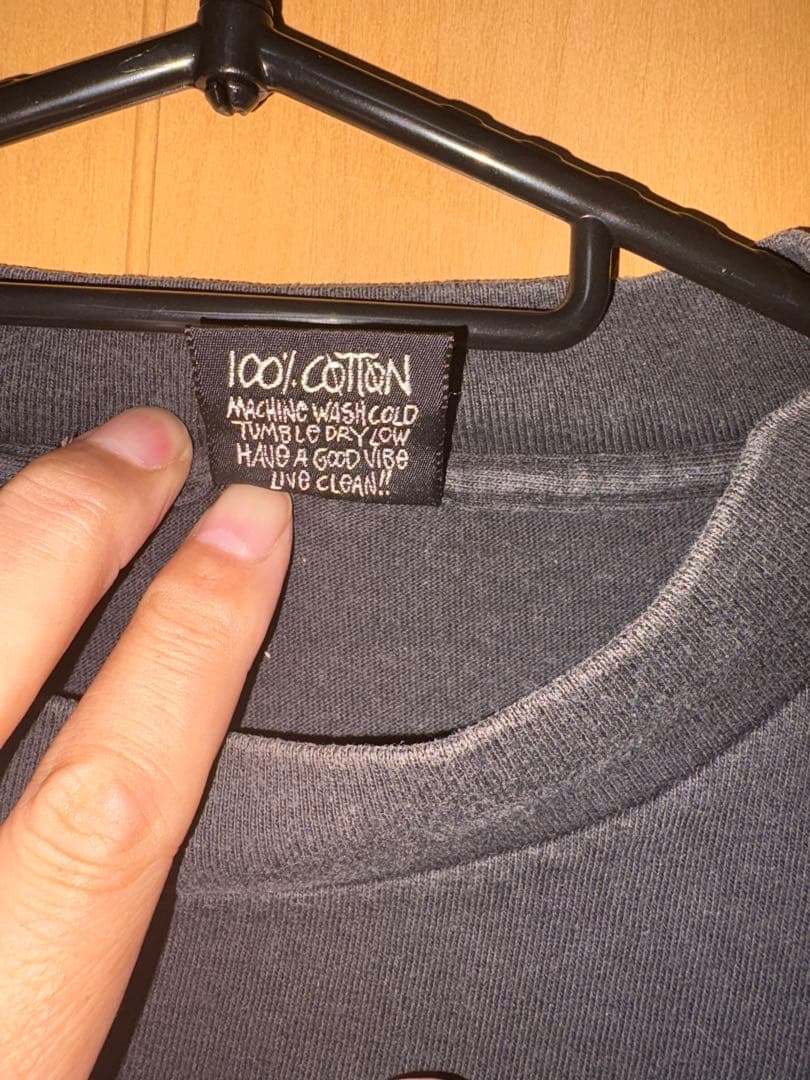 100% COTTON
MACHINE WASH COLD
TUMBLE DRY LOW
HAVE A GOOD VIBE
LIVE CLEAN!!